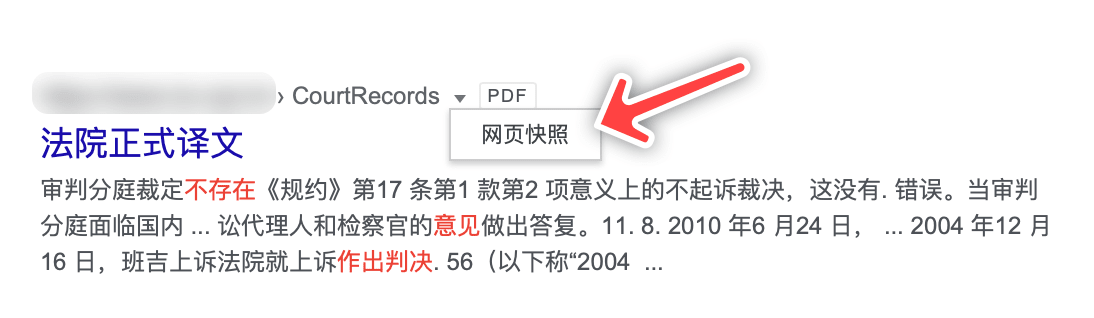 › CourtRecords PDF
网页快照
法院正式译文
审判分庭裁定不存在《规约》第17 条第1 款第2 项意义上的不起诉裁决，这没有. 错误。当审判
分庭面临国内 ... 讼代理人和检察官的意见做出答复。11. 8. 2010 年6 月24 日， ... 2004 年12 月
16 日，班吉上诉法院就上诉作出判决. 56（以下称“2004 ...